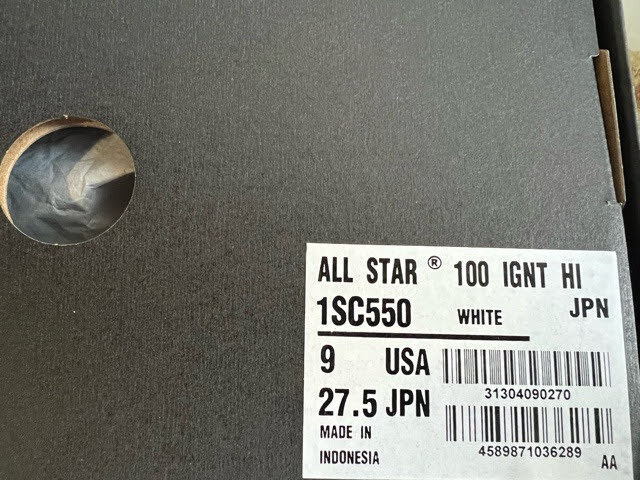 ALL STAR ® 100 IGNT HI
1SC550 WHITE JPN
9 USA
31304090270
27.5 JPN
MADE IN
INDONESIA
4589871036289 AA